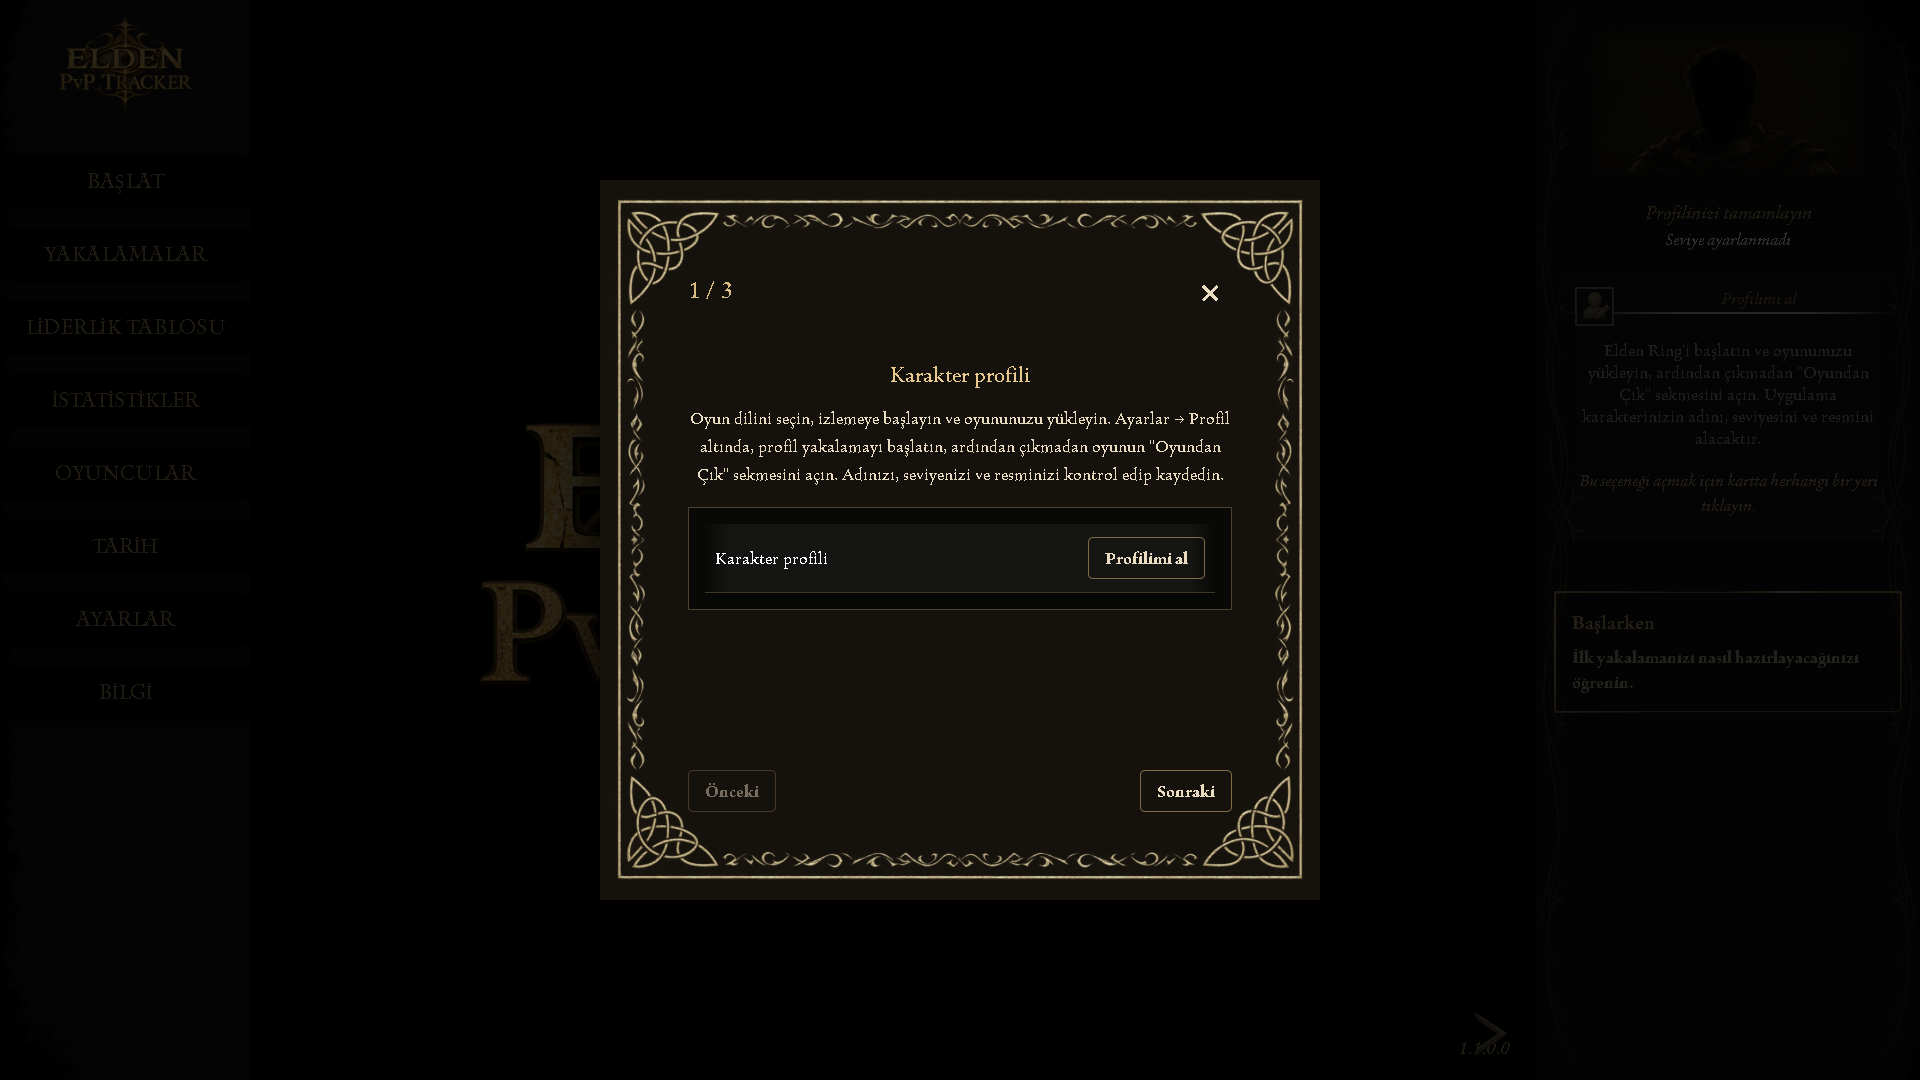 ELDEN
PvP TRACKER
BAŞLAT
YAKALAMALAR
LİDERLİK TABLOSU
İSTATİSTİKLER
OYUNCULAR
TARİH
AYARLAR
BİLGİ
1 / 3
Karakter profili
Oyun dilini seçin, izlemeye başlayın ve oyununuzu yükleyin. Ayarlar → Profil
altında, profil yakalamayı başlatın, ardından çıkmadan oyunun "Oyundan
Çık" sekmesini açın. Adınızı, seviyenizi ve resminizi kontrol edip kaydedin.
Karakter profili
Profilimi al
Önceki
Sonraki
Profilinizi tamamlayın
Seviye ayarlanmadı
Profilimi al
Elden Ring'i başlatın ve oyununuzu
yükleyin, ardından çıkmadan "Oyundan
Çık" sekmesini açın. Uygulama
karakterinizin adını, seviyesini ve resmini
alacaktır.
Bu seçeneği açmak için kartta herhangi bir yeri
tıklayın.
Başlarken
İlk yakalamanızı nasıl hazırlayacağınızı
öğrenin.
1.1.0.0